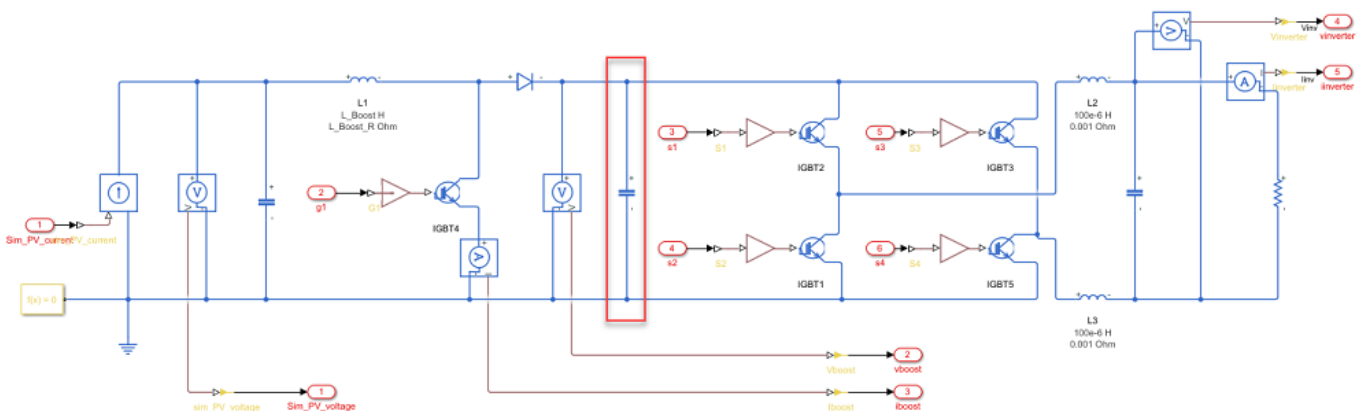 4
Vinv
Vinverter
vinverter
5
Iinv
Iinverter
iinverter
L1
L_Boost H
L_Boost_R Ohm
L2
100e-6 H
0.001 Ohm
3
s1
S1
IGBT2
5
s3
S3
IGBT3
2
g1
G1
IGBT4
V
V
A
1
Sim_PV_current
4
s2
S2
IGBT1
6
s4
S4
IGBT5
f(x) = 0
L3
100e-6 H
0.001 Ohm
Vboost
2
vboost
sim_PV_voltage
1
Sim_PV_voltage
Iboost
3
iboost